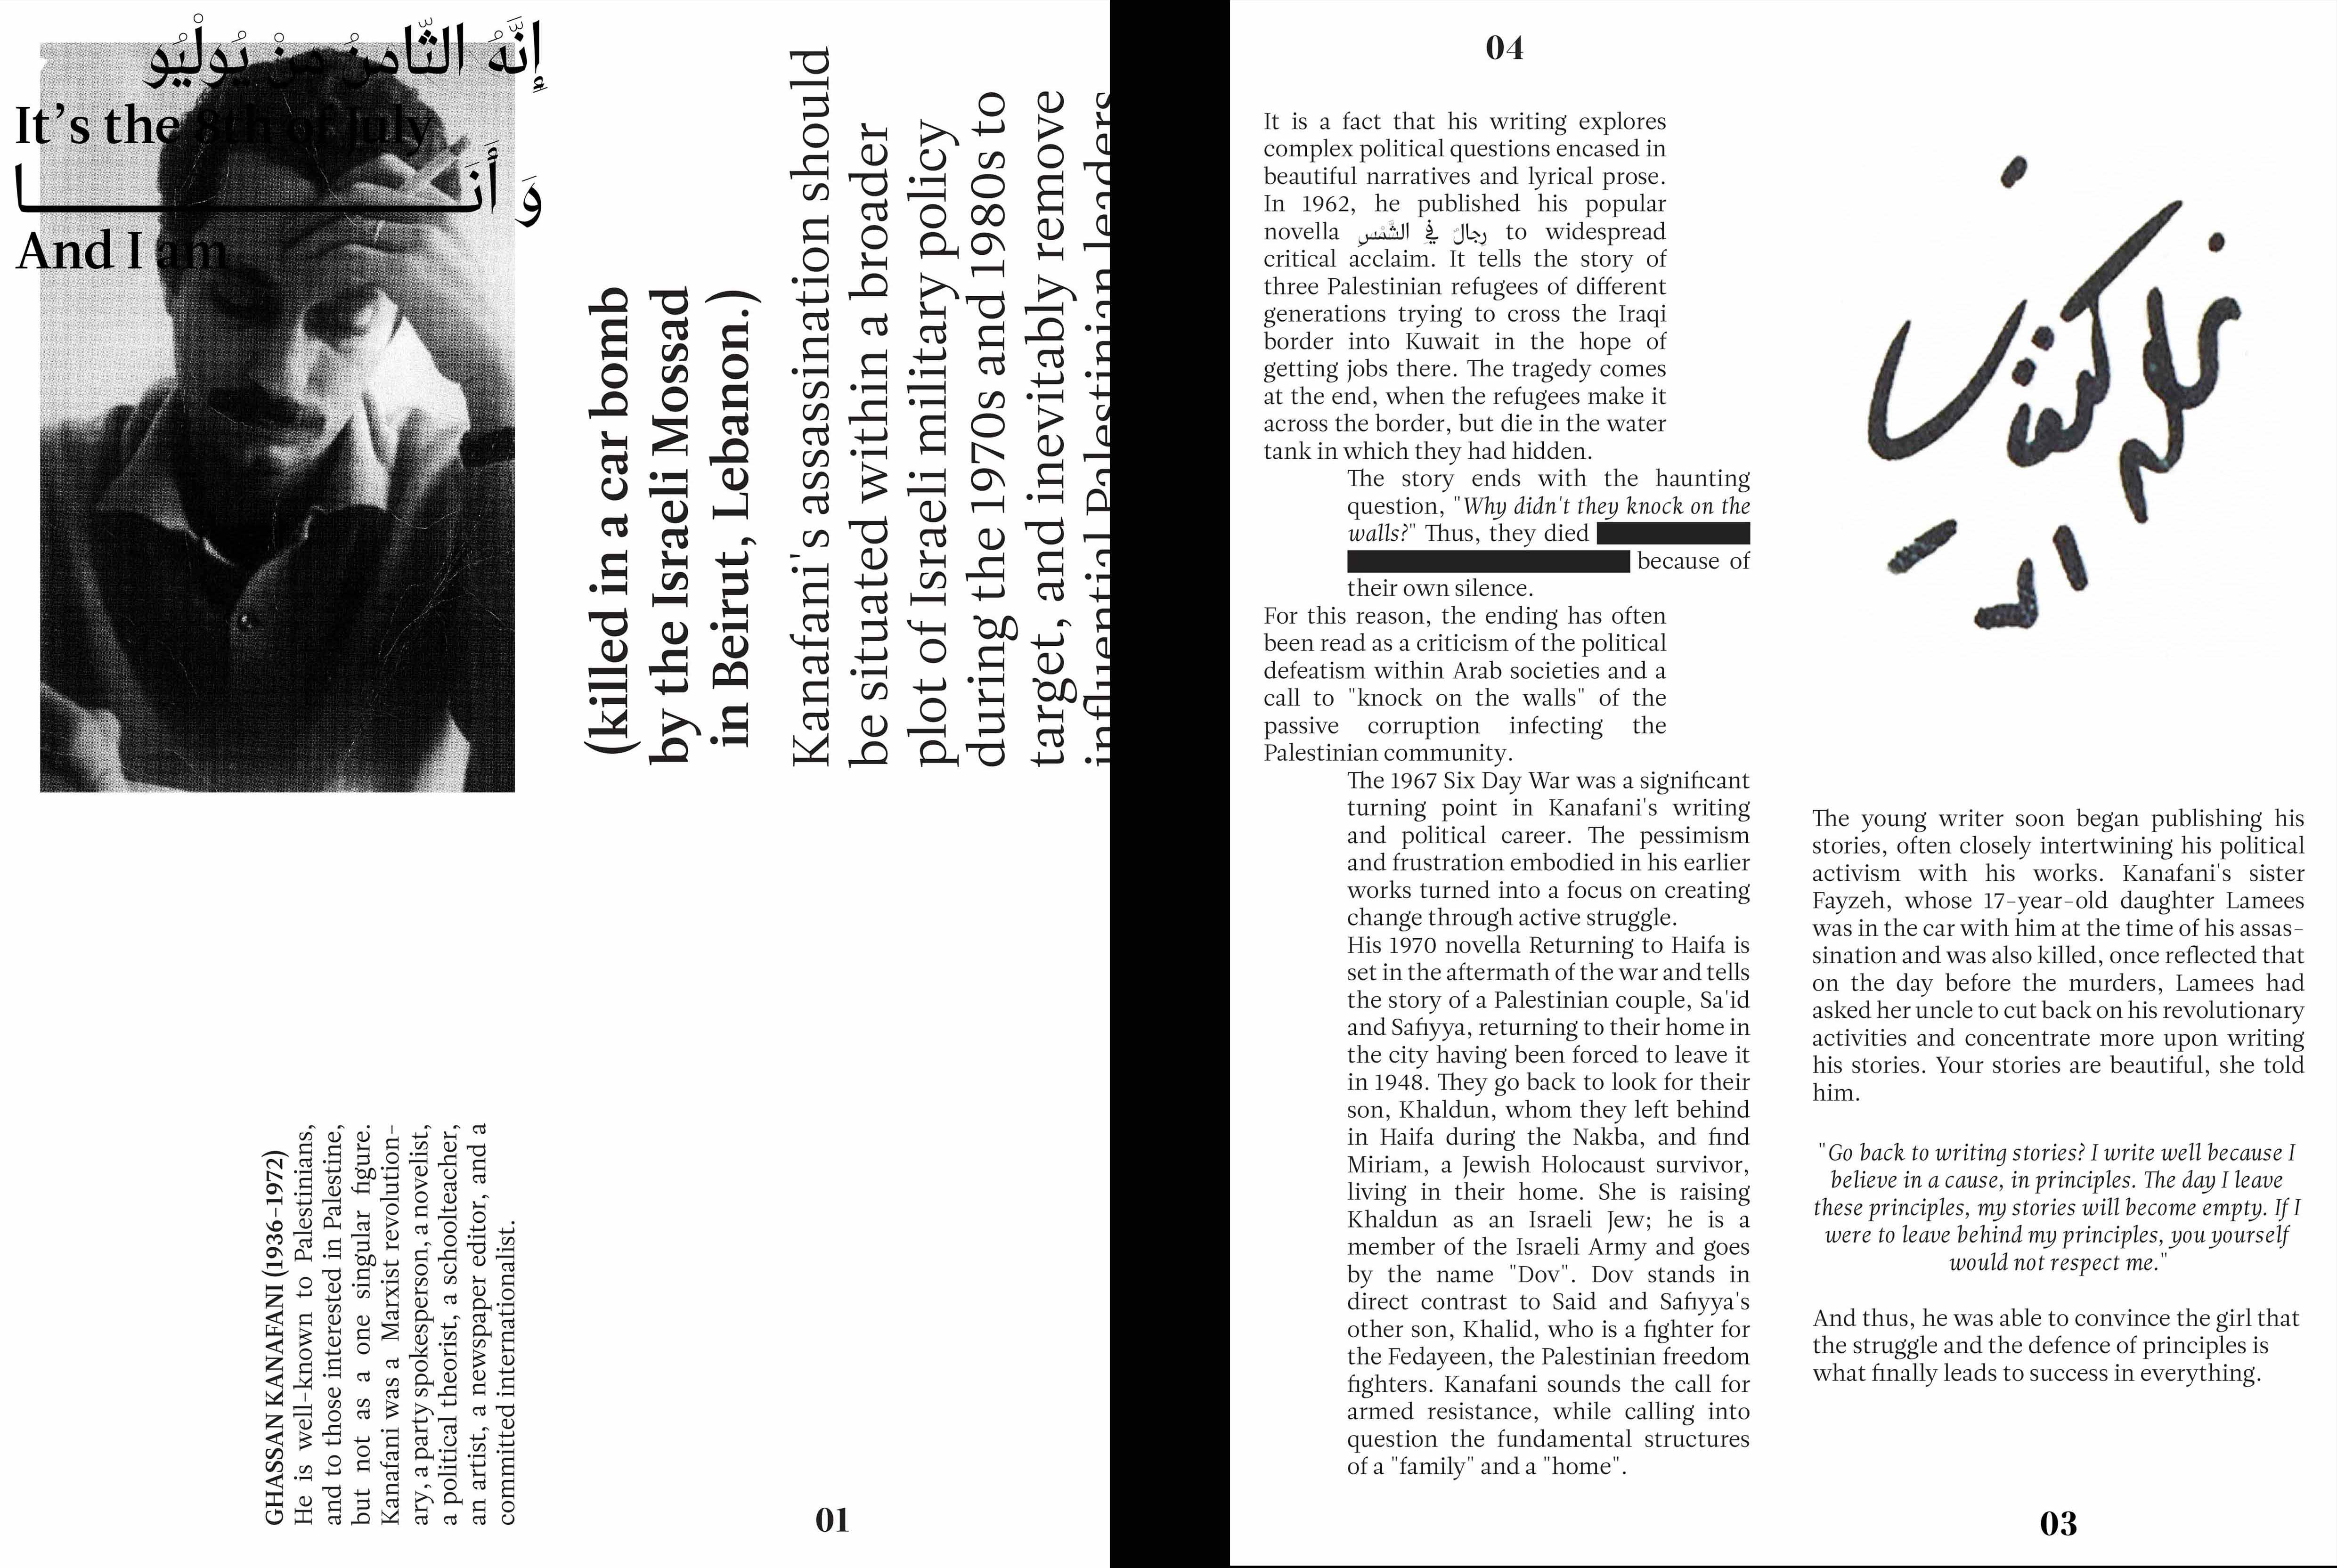 إِنَّهُ الثَّامنُ منْ يُولْيُو
It’s the 8th of July
وَ أَنَـــــــــــــا
And I am
(killed in a car bomb
by the Israeli Mossad
in Beirut, Lebanon.)
Kanafani's assassination should
be situated within a broader
plot of Israeli military policy
during the 1970s and 1980s to
target, and inevitably remove
influential Palestinian leaders
GHASSAN KANAFANI (1936–1972)
He is well-known to Palestinians,
and to those interested in Palestine,
but not as a one singular figure.
Kanafani was a Marxist revolution-
ary, a party spokesperson, a novelist,
a political theorist, a schoolteacher,
an artist, a newspaper editor, and a
committed internationalist.
01
04
It is a fact that his writing explores
complex political questions encased in
beautiful narratives and lyrical prose.
In 1962, he published his popular
novella رجالٌ فِي الشَّمْسِ to widespread
critical acclaim. It tells the story of
three Palestinian refugees of different
generations trying to cross the Iraqi
border into Kuwait in the hope of
getting jobs there. The tragedy comes
at the end, when the refugees make it
across the border, but die in the water
tank in which they had hidden.
The story ends with the haunting
question, "Why didn't they knock on the
walls?" Thus, they died
because of
their own silence.
For this reason, the ending has often
been read as a criticism of the political
defeatism within Arab societies and a
call to "knock on the walls" of the
passive corruption infecting the
Palestinian community.
The 1967 Six Day War was a significant
turning point in Kanafani's writing
and political career. The pessimism
and frustration embodied in his earlier
works turned into a focus on creating
change through active struggle.
His 1970 novella Returning to Haifa is
set in the aftermath of the war and tells
the story of a Palestinian couple, Sa'id
and Safiyya, returning to their home in
the city having been forced to leave it
in 1948. They go back to look for their
son, Khaldun, whom they left behind
in Haifa during the Nakba, and find
Miriam, a Jewish Holocaust survivor,
living in their home. She is raising
Khaldun as an Israeli Jew; he is a
member of the Israeli Army and goes
by the name "Dov". Dov stands in
direct contrast to Said and Safiyya's
other son, Khalid, who is a fighter for
the Fedayeen, the Palestinian freedom
fighters. Kanafani sounds the call for
armed resistance, while calling into
question the fundamental structures
of a "family" and a "home".
The young writer soon began publishing his
stories, often closely intertwining his political
activism with his works. Kanafani's sister
Fayzeh, whose 17-year-old daughter Lamees
was in the car with him at the time of his assas-
sination and was also killed, once reflected that
on the day before the murders, Lamees had
asked her uncle to cut back on his revolutionary
activities and concentrate more upon writing
his stories. Your stories are beautiful, she told
him.
"Go back to writing stories? I write well because I
believe in a cause, in principles. The day I leave
these principles, my stories will become empty. If I
were to leave behind my principles, you yourself
would not respect me."
And thus, he was able to convince the girl that
the struggle and the defence of principles is
what finally leads to success in everything.
03